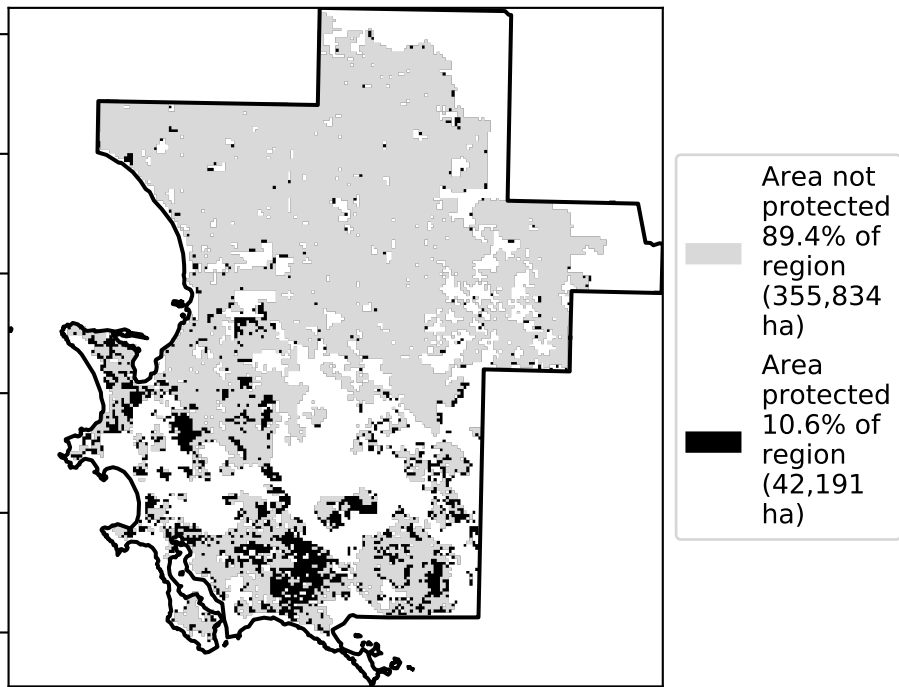 Area not
protected
89.4% of
region
(355,834
ha)
Area
protected
10.6% of
region
(42,191
ha)